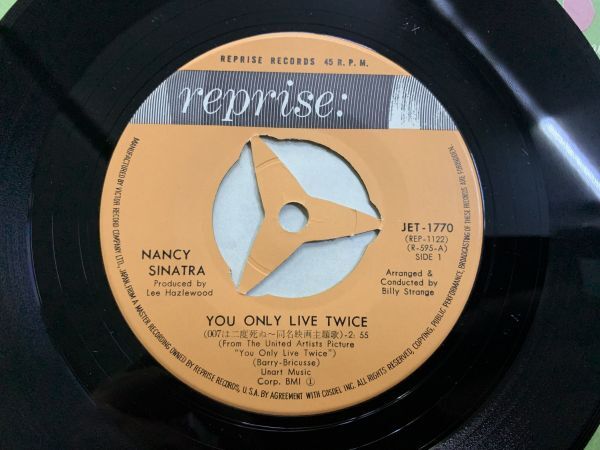 REPRISE RECORDS 45 R.P.M.
reprise:
NANCY
SINATRA
Produced by
Lee Hazlewood
JET-1770
(REP-1122)
(R-595-A)
SIDE 1
Arranged &
Conducted by
Billy Strange
YOU ONLY LIVE TWICE
(007は二度死ぬ〜同名映画主題歌)-2:55
(From The United Artists Picture
"You Only Live Twice")
(Barry-Bricusse)
Unart Music
Corp. BMI ①
MANUFACTURED BY VICTOR RECORD COMPANY, LTD., JAPAN, FROM A MASTER RECORDING OWNED BY REPRISE RECORDS, U.S.A. BY AGREEMENT WITH COSDEL INC. ALL RIGHTS RESERVED, COPYING, PUBLIC PERFORMANCE, BROADCASTING OF THESE RECORDS ARE FORBIDDEN.